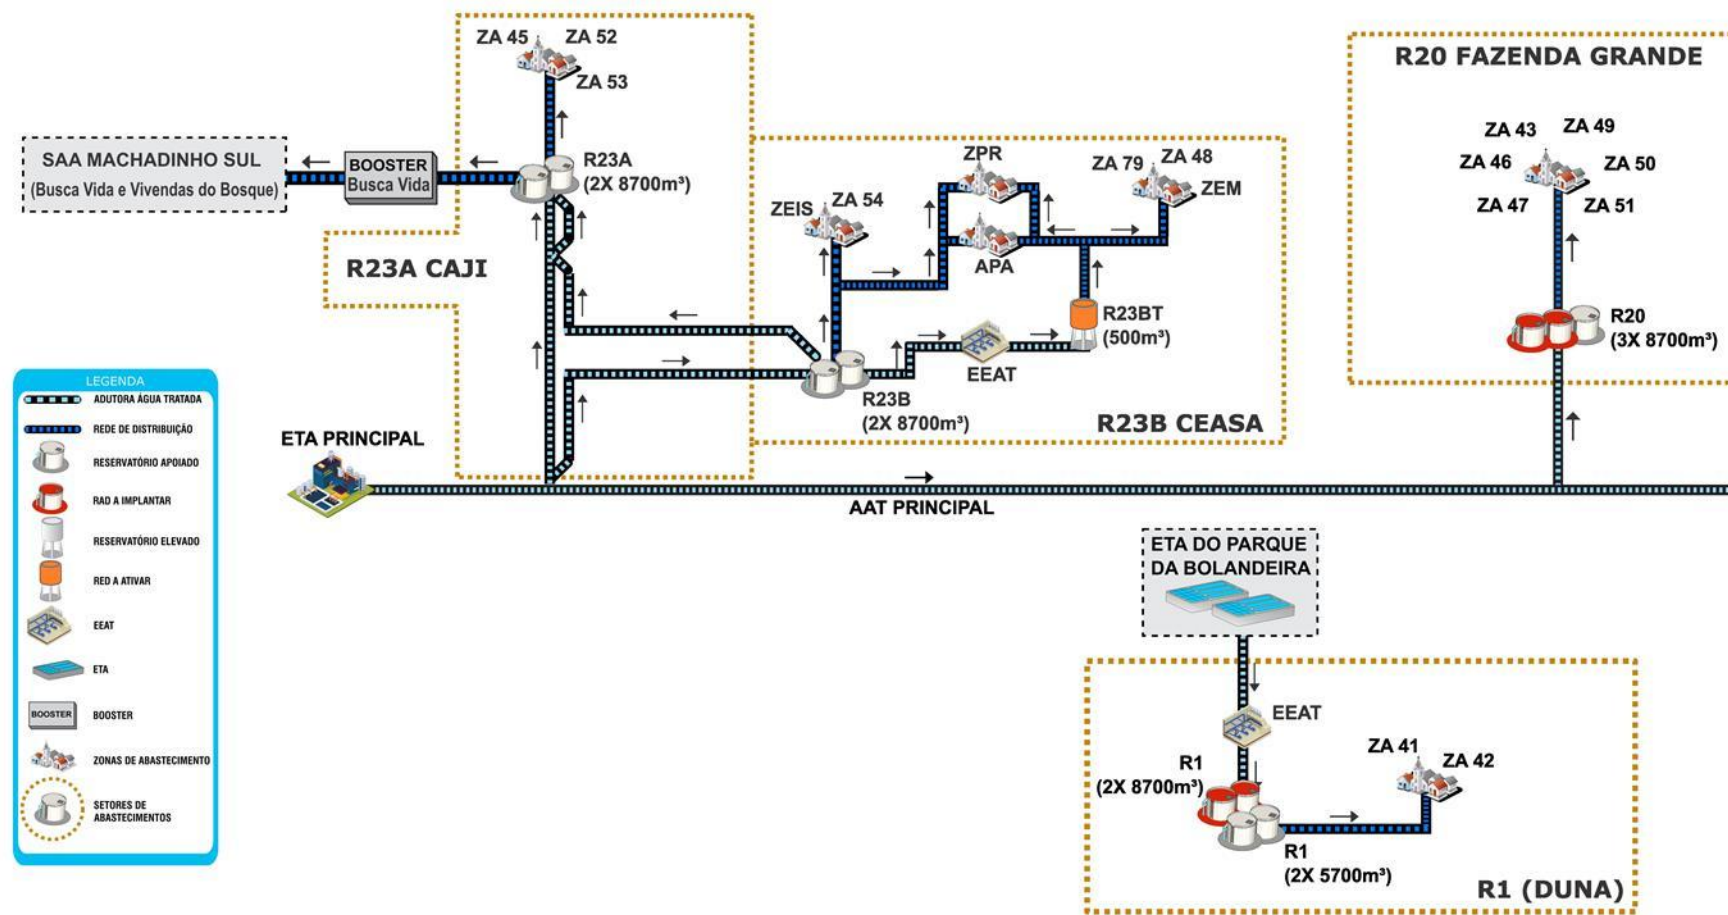 ZA 45
ZA 52
ZA 53
R20 FAZENDA GRANDE
SAA MACHADINHO SUL
(Busca Vida e Vivendas do Bosque)
BOOSTER
Busca Vida
R23A
(2X 8700m³)
R23A CAJI
ZPR
ZA 79
ZA 48
ZEM
ZEIS
ZA 54
APA
R23BT
(500m³)
EEAT
R23B
(2X 8700m³)
R23B CEASA
ZA 43
ZA 49
ZA 46
ZA 50
ZA 47
ZA 51
R20
(3X 8700m³)
LEGENDA
ADUTORA ÁGUA TRATADA
REDE DE DISTRIBUIÇÃO
RESERVATÓRIO APOIADO
RAD A IMPLANTAR
RESERVATÓRIO ELEVADO
RED A ATIVAR
EEAT
ETA
BOOSTER
BOOSTER
ZONAS DE ABASTECIMENTO
SETORES DE
ABASTECIMENTOS
ETA PRINCIPAL
AAT PRINCIPAL
ETA DO PARQUE
DA BOLANDEIRA
EEAT
R1
(2X 8700m³)
ZA 41
ZA 42
R1
(2X 5700m³)
R1 (DUNA)